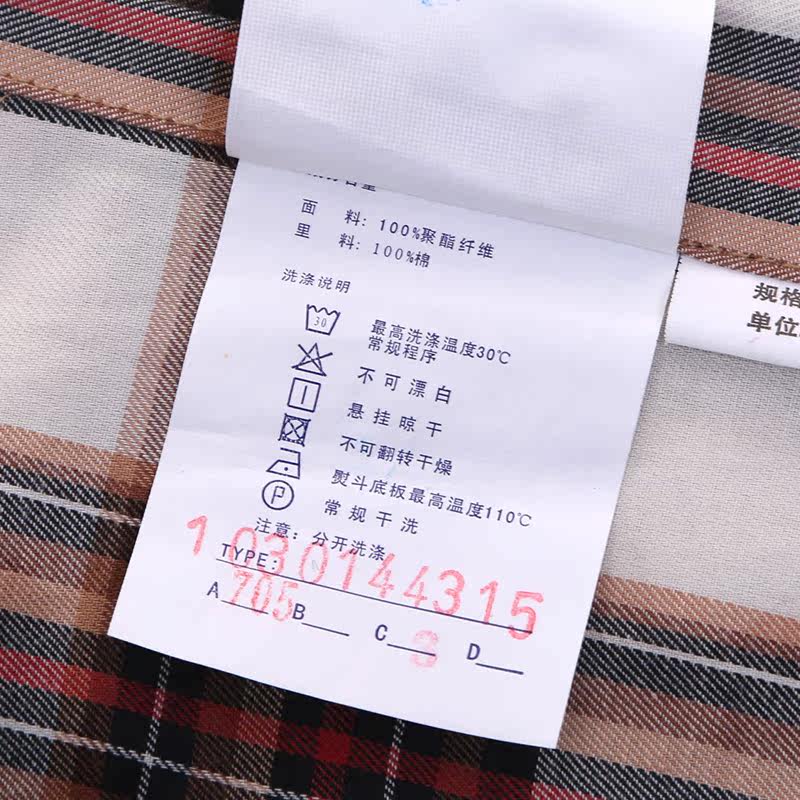 面 料: 100%聚酯纤维
里 料: 100%棉
洗涤说明
30
最高洗涤温度30℃
常规程序
不可漂白
悬挂晾干
不可翻转干燥
熨斗底板最高温度110℃
P
常规干洗
注意: 分开洗涤
1030144315
TYPE:
A 705 B C 3 D
规格
单位